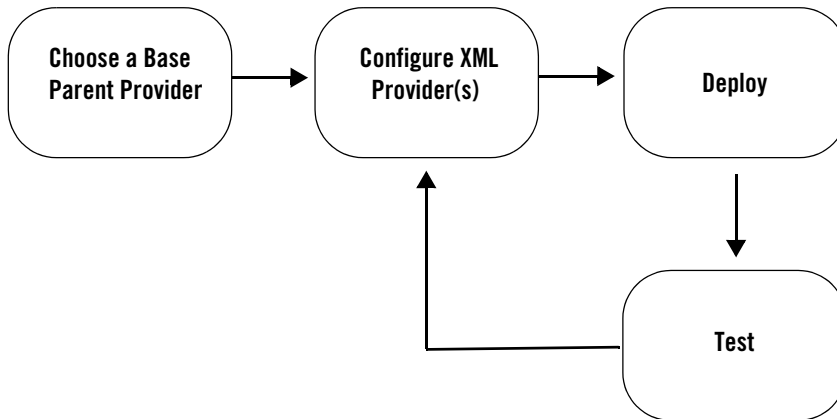 Choose a Base
Parent Provider
Configure XML
Provider(s)
Deploy
Test